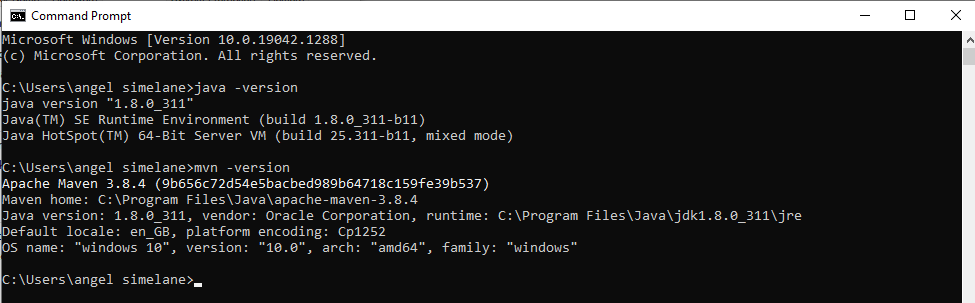 Command Prompt
Microsoft Windows [Version 10.0.19042.1288]
(c) Microsoft Corporation. All rights reserved.
C:\Users\angel simelane>java -version
java version "1.8.0_311"
Java(TM) SE Runtime Environment (build 1.8.0_311-b11)
Java HotSpot(TM) 64-Bit Server VM (build 25.311-b11, mixed mode)
C:\Users\angel simelane>mvn -version
Apache Maven 3.8.4 (9b656c72d54e5bacbed989b64718c159fe39b537)
Maven home: C:\Program Files\Java\apache-maven-3.8.4
Java version: 1.8.0_311, vendor: Oracle Corporation, runtime: C:\Program Files\Java\jdk1.8.0_311\jre
Default locale: en_GB, platform encoding: Cp1252
OS name: "windows 10", version: "10.0", arch: "amd64", family: "windows"
C:\Users\angel simelane>